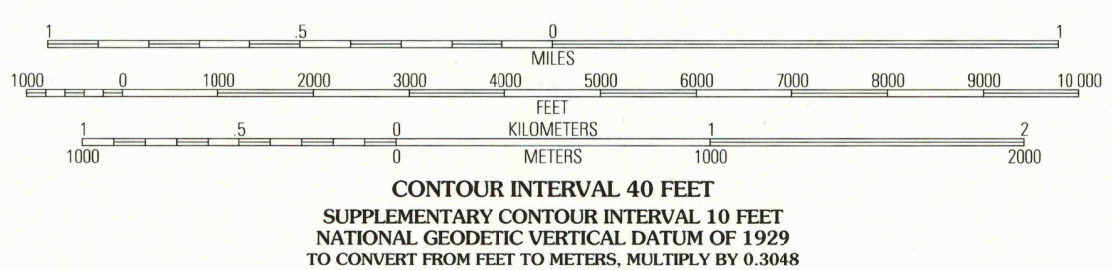 1 .5 0 1
MILES
1000 0 1000 2000 3000 4000 5000 6000 7000 8000 9000 10 000
FEET
1 .5 0 KILOMETERS 1 2
1000 0 METERS 1000 2000
CONTOUR INTERVAL 40 FEET
SUPPLEMENTARY CONTOUR INTERVAL 10 FEET
NATIONAL GEODETIC VERTICAL DATUM OF 1929
TO CONVERT FROM FEET TO METERS, MULTIPLY BY 0.3048